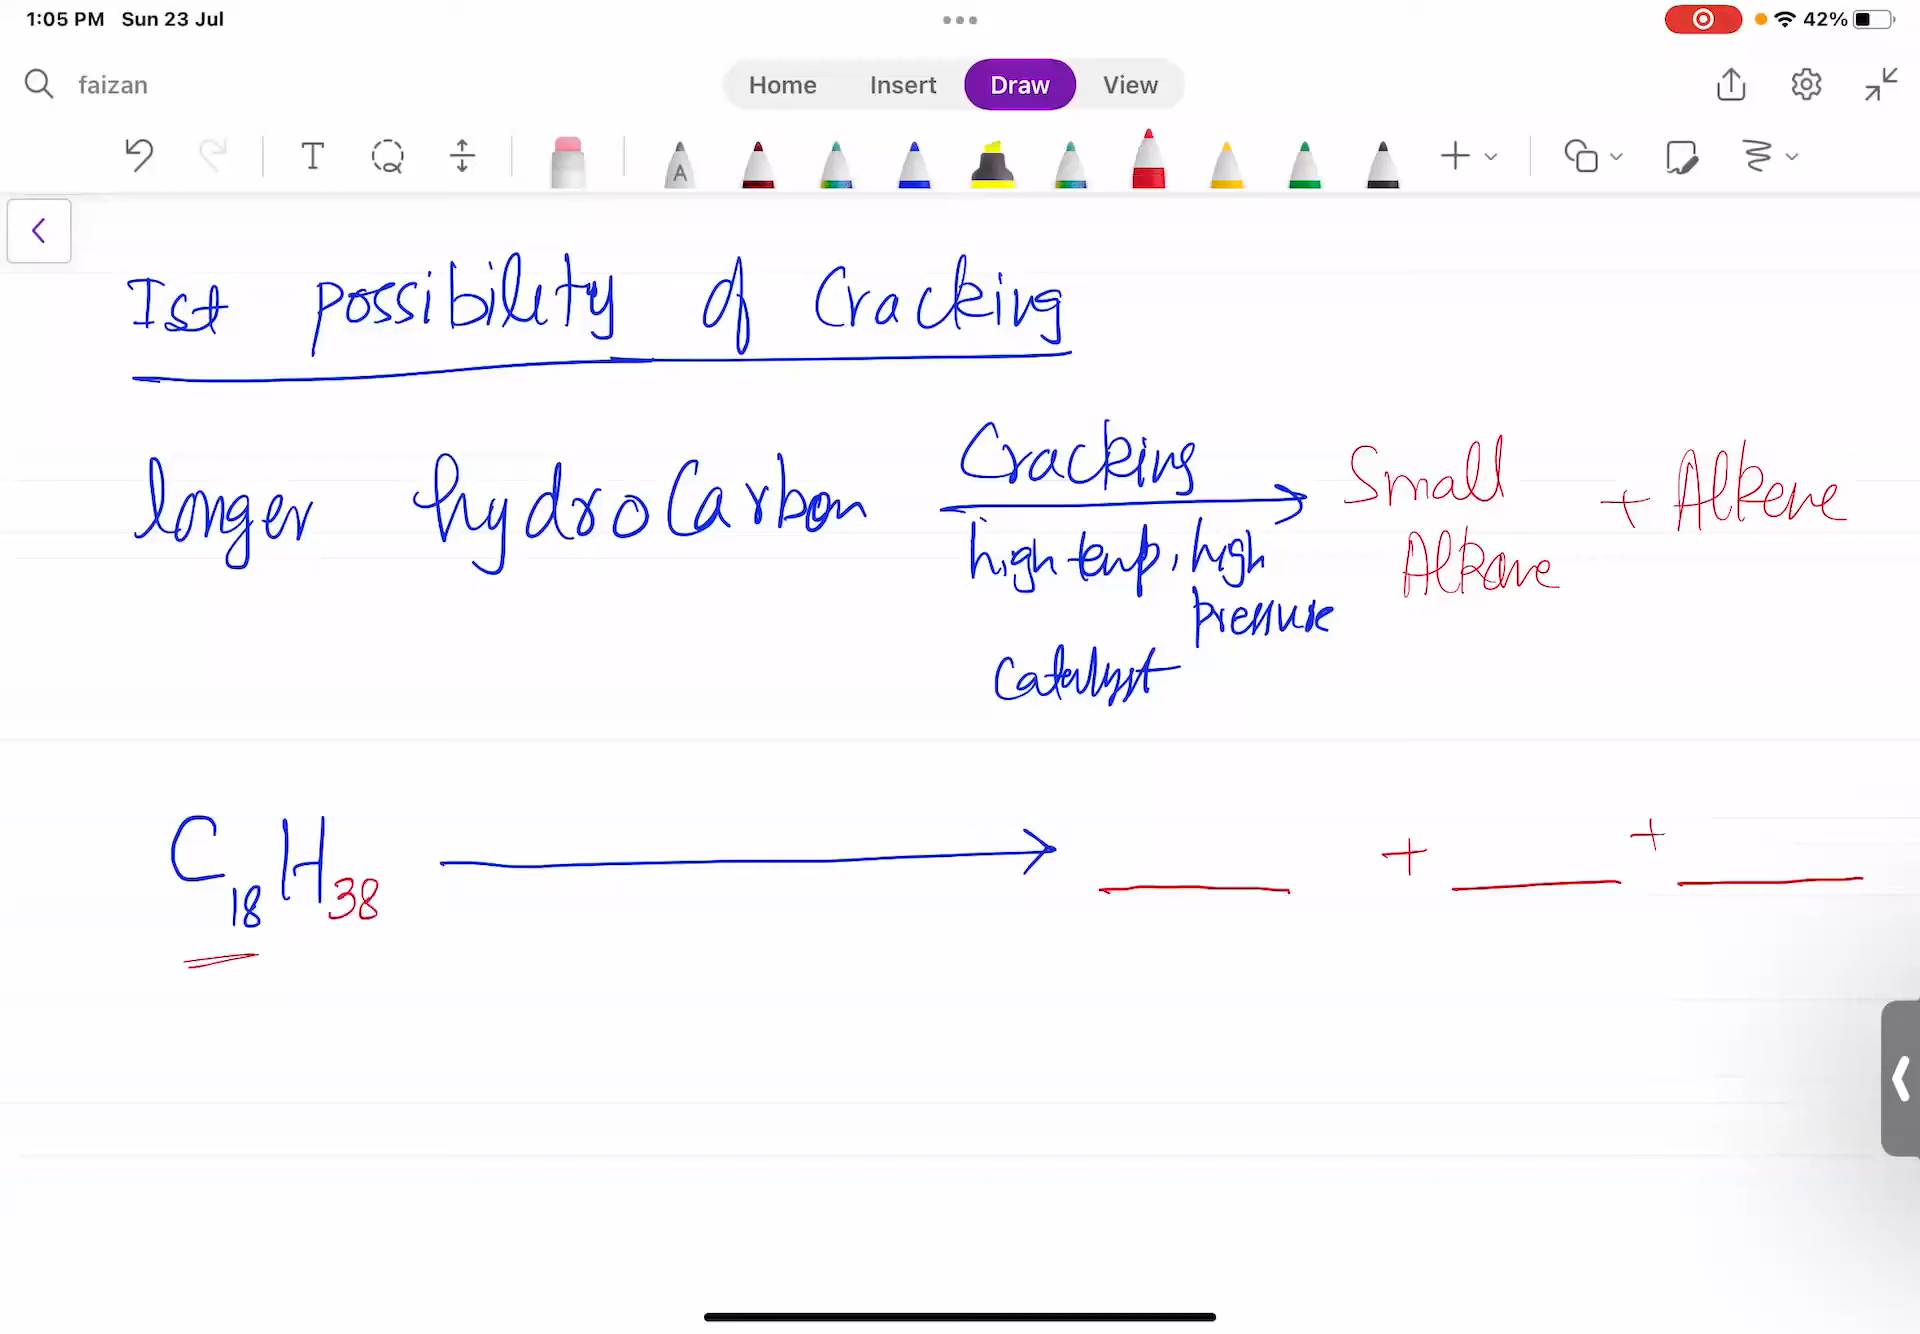 1:05 PM Sun 23 Jul
42%
faizan
Home Insert Draw View
T
A
Ist possibility of Cracking
longer hydroCarbon Cracking Small + Alkene
high temp, high Alkane
pressure
Catalyst
C18H38 + +